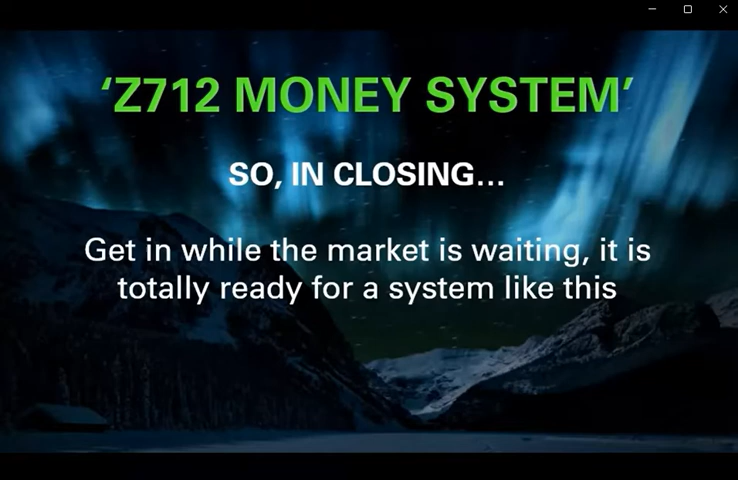 ‘Z712 MONEY SYSTEM’
SO, IN CLOSING...
Get in while the market is waiting, it is
totally ready for a system like this